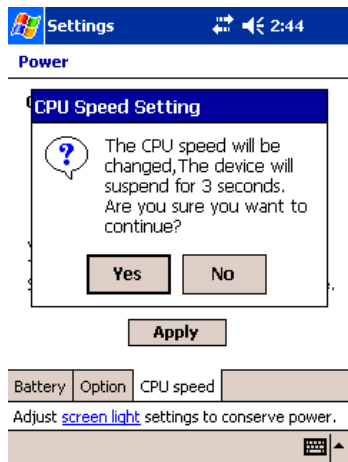 Settings 2:44
Power
CPU Speed Setting
The CPU speed will be
changed,The device will
suspend for 3 seconds.
Are you sure you want to
continue?
Yes No
Apply
Battery Option CPU speed
Adjust screen light settings to conserve power.